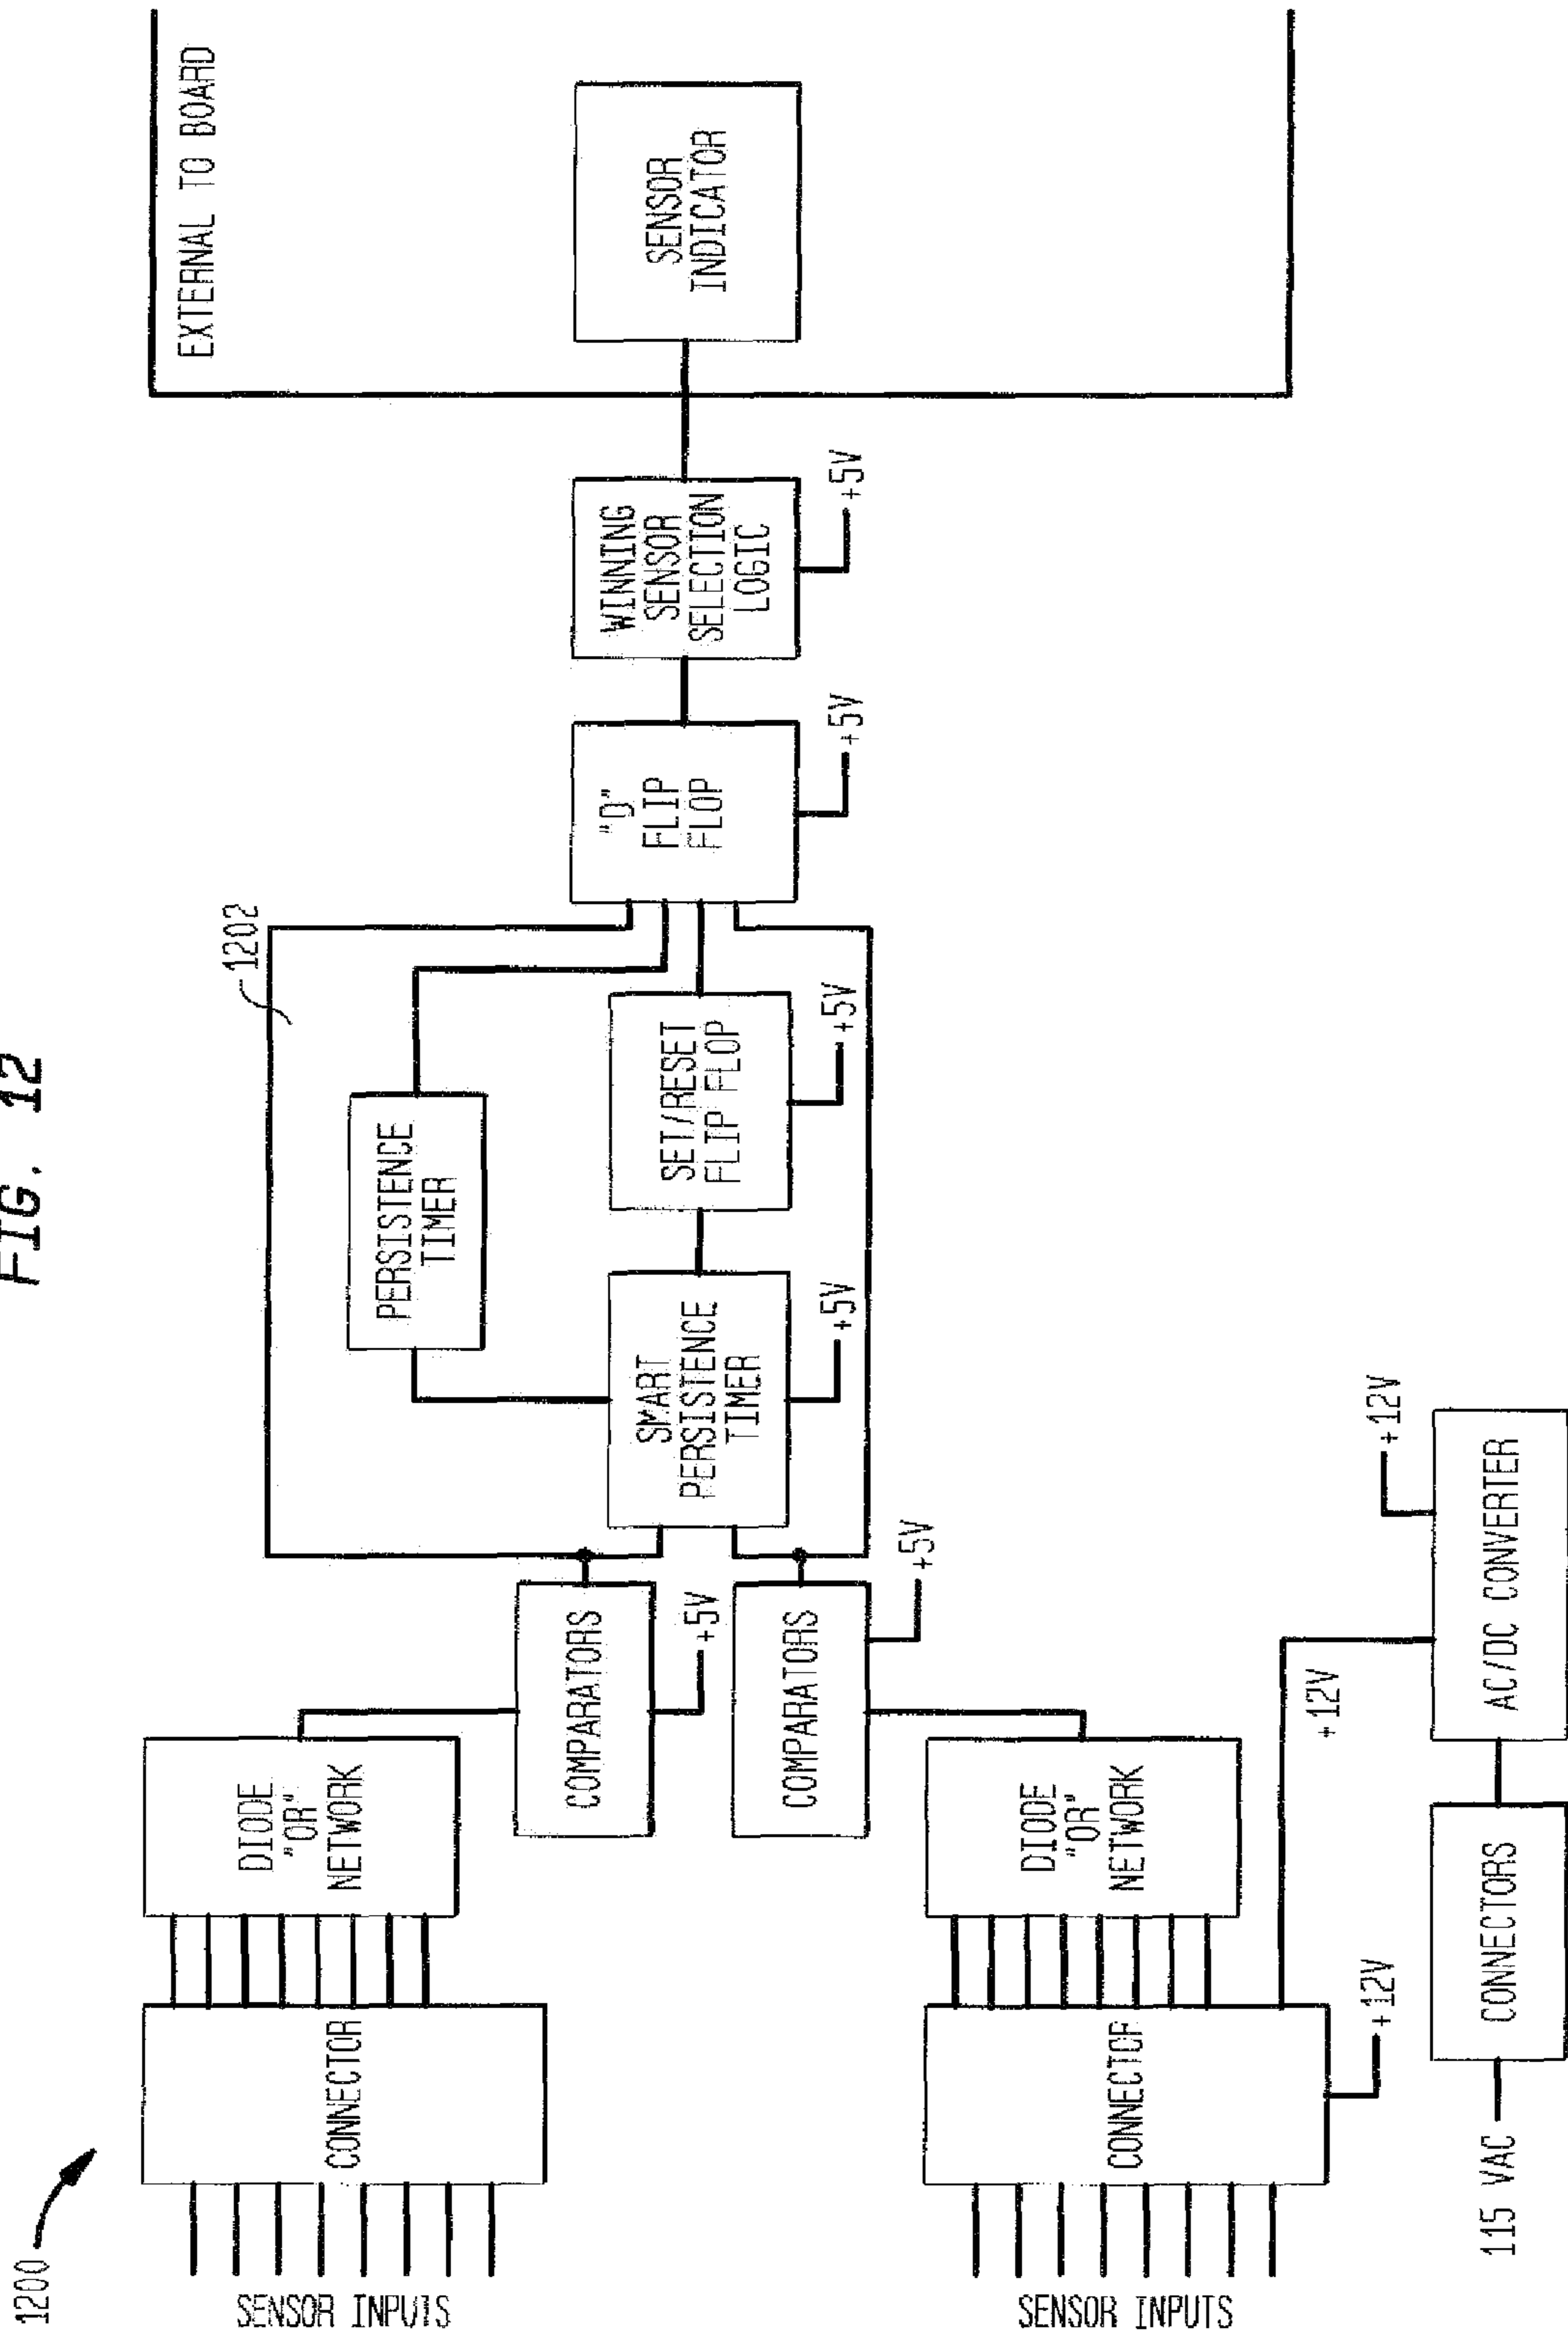 FIG. 12
1200
SENSOR INPUTS
CONNECTOR
DIODE
"OR"
NETWORK
COMPARATORS
+5V
1202
PERSISTENCE
TIMER
SMART
PERSISTENCE
TIMER
+5V
SET/RESET
FLIP FLOP
+5V
"D"
FLIP
FLOP
+5V
WINNING
SENSOR
SELECTION
LOGIC
+5V
EXTERNAL TO BOARD
SENSOR
INDICATOR
COMPARATORS
+5V
SENSOR INPUTS
CONNECTOR
+12V
DIODE
"OR"
NETWORK
+12V
115 VAC
CONNECTORS
AC/DC CONVERTER
+12V